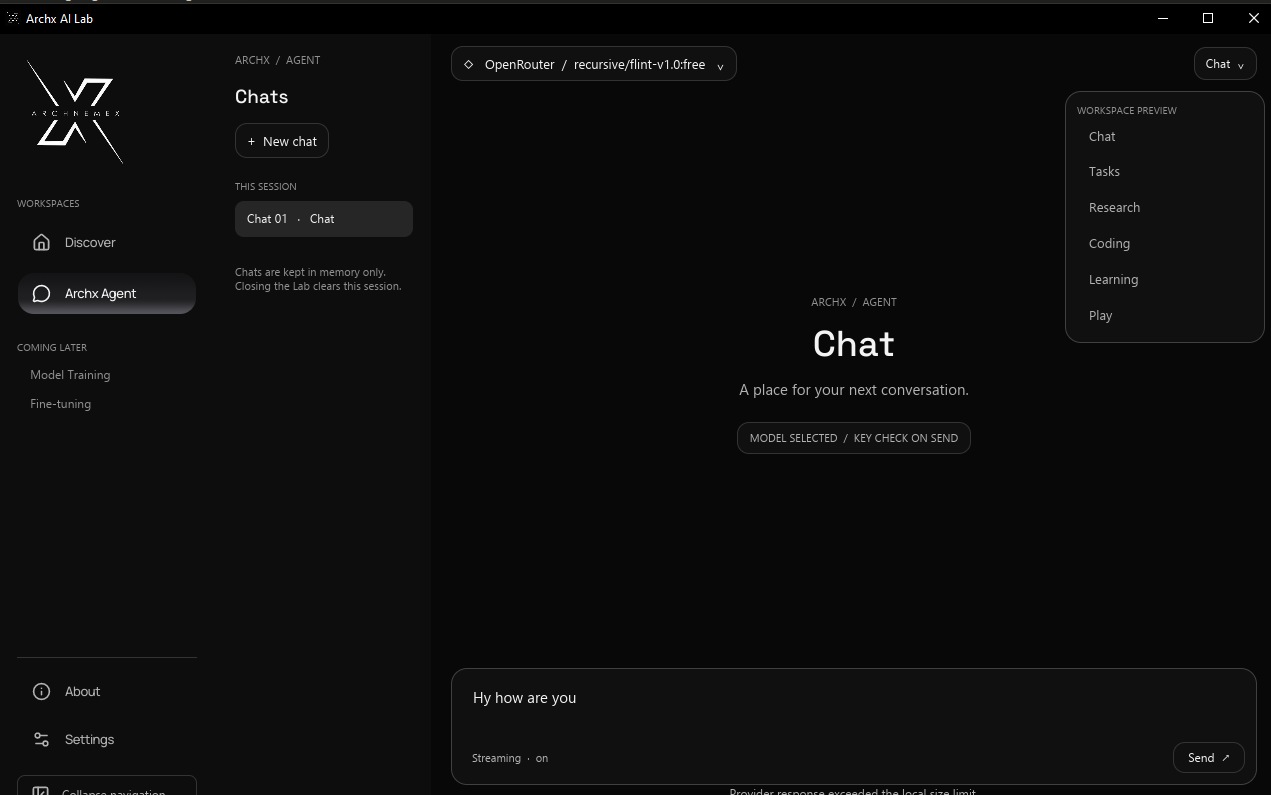 Archx AI Lab
ARCHNEMEX
WORKSPACES
Discover
Archx Agent
COMING LATER
Model Training
Fine-tuning
About
Settings
Collapse navigation
ARCHX / AGENT
Chats
+ New chat
THIS SESSION
Chat 01 · Chat
Chats are kept in memory only.
Closing the Lab clears this session.
OpenRouter / recursive/flint-v1.0:free
Chat
WORKSPACE PREVIEW
Chat
Tasks
Research
Coding
Learning
Play
ARCHX / AGENT
Chat
A place for your next conversation.
MODEL SELECTED / KEY CHECK ON SEND
Hy how are you
Streaming · on
Send ↗
Provider response exceeded the local size limit